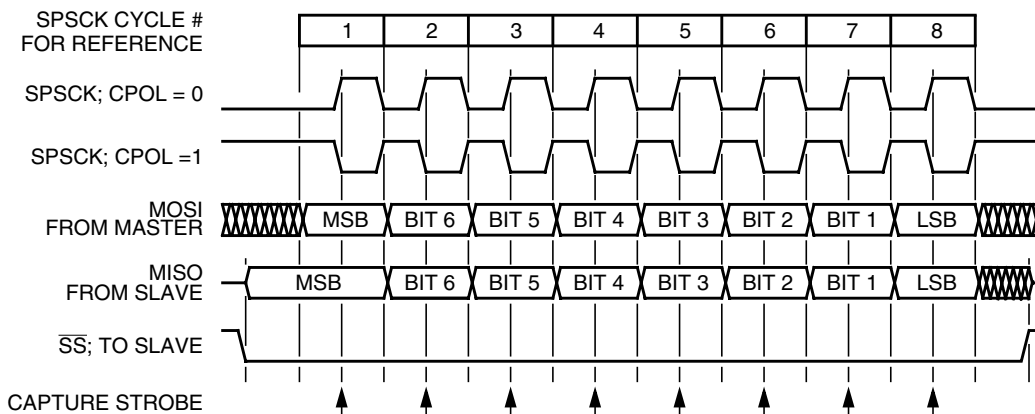 SPSCK CYCLE #
FOR REFERENCE
1 2 3 4 5 6 7 8
SPSCK; CPOL = 0
SPSCK; CPOL =1
MOSI
FROM MASTER
MSB BIT 6 BIT 5 BIT 4 BIT 3 BIT 2 BIT 1 LSB
MISO
FROM SLAVE
MSB BIT 6 BIT 5 BIT 4 BIT 3 BIT 2 BIT 1 LSB
S̅S̅; TO SLAVE
CAPTURE STROBE